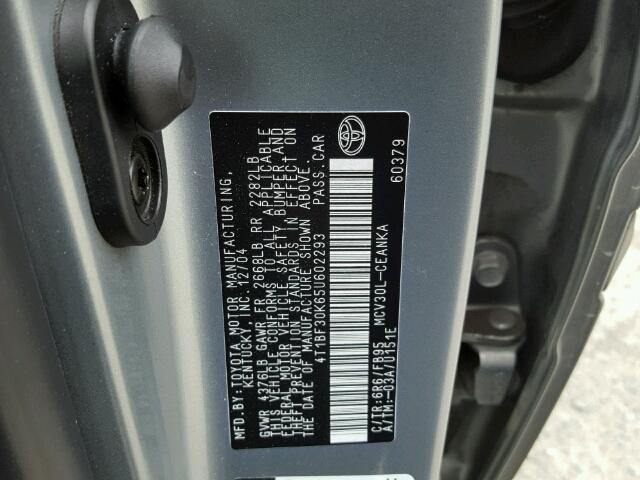 MFD.BY:TOYOTA MOTOR MANUFACTURING,
KENTUCKY, INC. 12/04
GVWR 4376LB GAWR FR 2668LB RR 2282LB
THIS VEHICLE CONFORMS TO ALL APPLICABLE
FEDERAL MOTOR VEHICLE SAFETY, BUMPER, AND
THEFT PREVENTION STANDARDS IN EFFECT ON
THE DATE OF MANUFACTURE SHOWN ABOVE.
4T1BF30K65U602293 PASS.CAR
C/TR:6R6/FB95 MCV30L-CEANKA
A/TM:-03A/U151E
60379